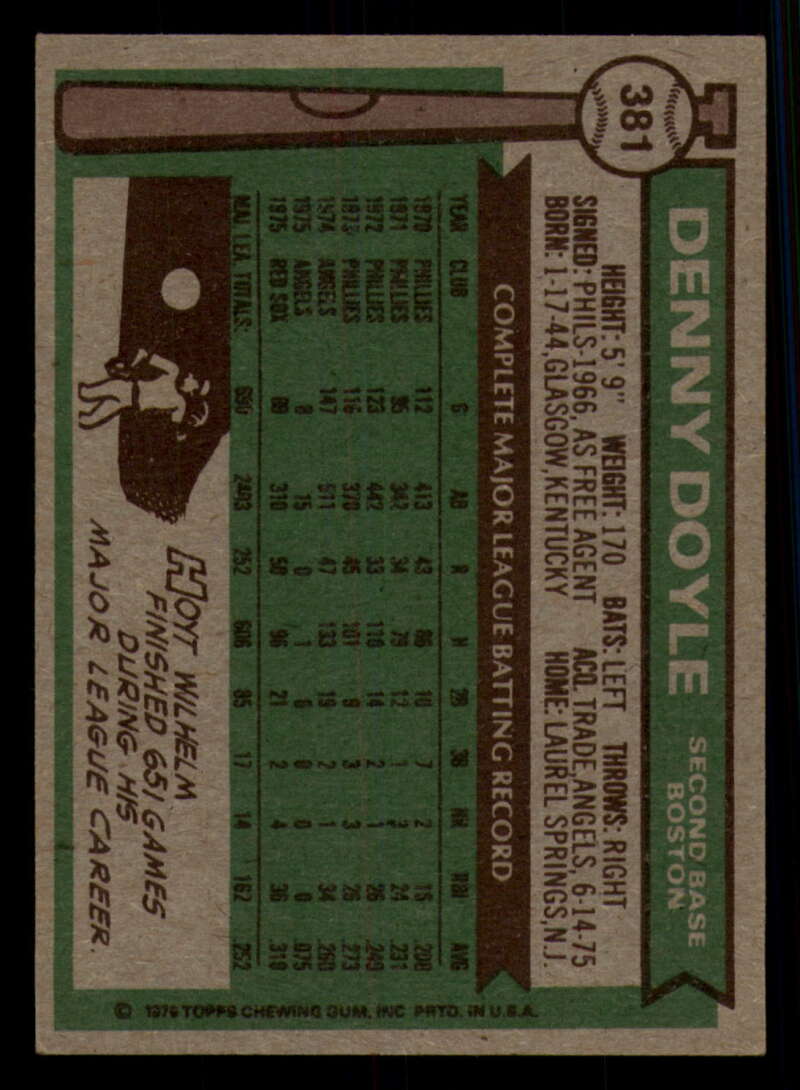 381
DENNY DOYLE
SECOND BASE
BOSTON
HEIGHT: 5' 9" WEIGHT: 170 BATS: LEFT THROWS: RIGHT
SIGNED: PHILS-1966, AS FREE AGENT ACQ. TRADE, ANGELS, 6-14-75
BORN: 1-17-44, GLASGOW, KENTUCKY HOME: LAUREL SPRINGS, N.J.
COMPLETE MAJOR LEAGUE BATTING RECORD
YEAR CLUB G AB R H 2B 3B HR RBI AVG
1970 PHILLIES 112 413 43 86 10 7 2 16 .208
1971 PHILLIES 95 342 34 79 12 1 3 24 .231
1972 PHILLIES 123 442 33 110 14 2 1 26 .249
1973 PHILLIES 116 370 45 101 9 3 3 26 .273
1974 ANGELS 147 511 47 133 19 2 1 34 .260
1975 ANGELS 8 15 0 1 0 0 0 .075
1975 RED SOX 89 310 50 96 21 2 4 36 .310
MAJ. LEA. TOTALS: 690 2403 252 606 85 17 14 162 .252
HOYT WILHELM
FINISHED 651 GAMES
DURING HIS
MAJOR LEAGUE CAREER.
© 1976 TOPPS CHEWING GUM, INC PRTD. IN U.S.A.